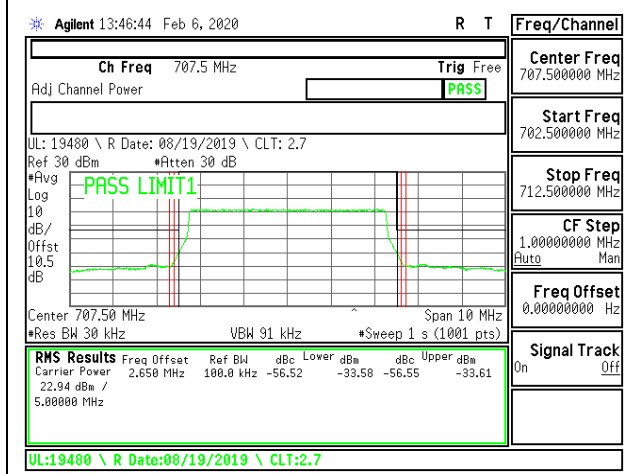 Agilent 13:46:44 Feb 6, 2020 R T
Ch Freq 707.5 MHz Trig Free
Adj Channel Power PASS
UL: 19480 \ R Date: 08/19/2019 \ CLT: 2.7
Ref 30 dBm #Atten 30 dB
#Avg
Log
10
dB/
Offst
10.5
dB
PASS LIMIT1
Center 707.50 MHz Span 10 MHz
#Res BW 30 kHz VBW 91 kHz #Sweep 1 s (1001 pts)
RMS Results Freq Offset Ref BW dBc Lower dBm dBc Upper dBm
Carrier Power 2.650 MHz 100.0 kHz -56.52 -33.58 -56.55 -33.61
22.94 dBm /
5.00000 MHz
UL:19480 \ R Date:08/19/2019 \ CLT:2.7
Freq/Channel
Center Freq
707.500000 MHz
Start Freq
702.500000 MHz
Stop Freq
712.500000 MHz
CF Step
1.00000000 MHz
Auto Man
Freq Offset
0.00000000 Hz
Signal Track
On Off